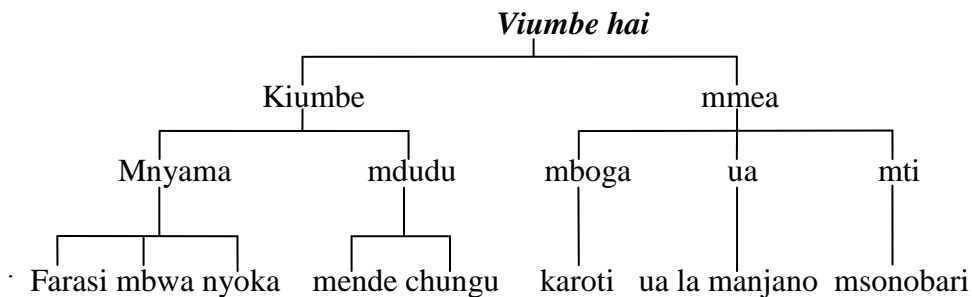 Viumbe hai
Kiumbe mmea
Mnyama mdudu mboga ua mti
Farasi mbwa nyoka mende chungu karoti ua la manjano msonobari